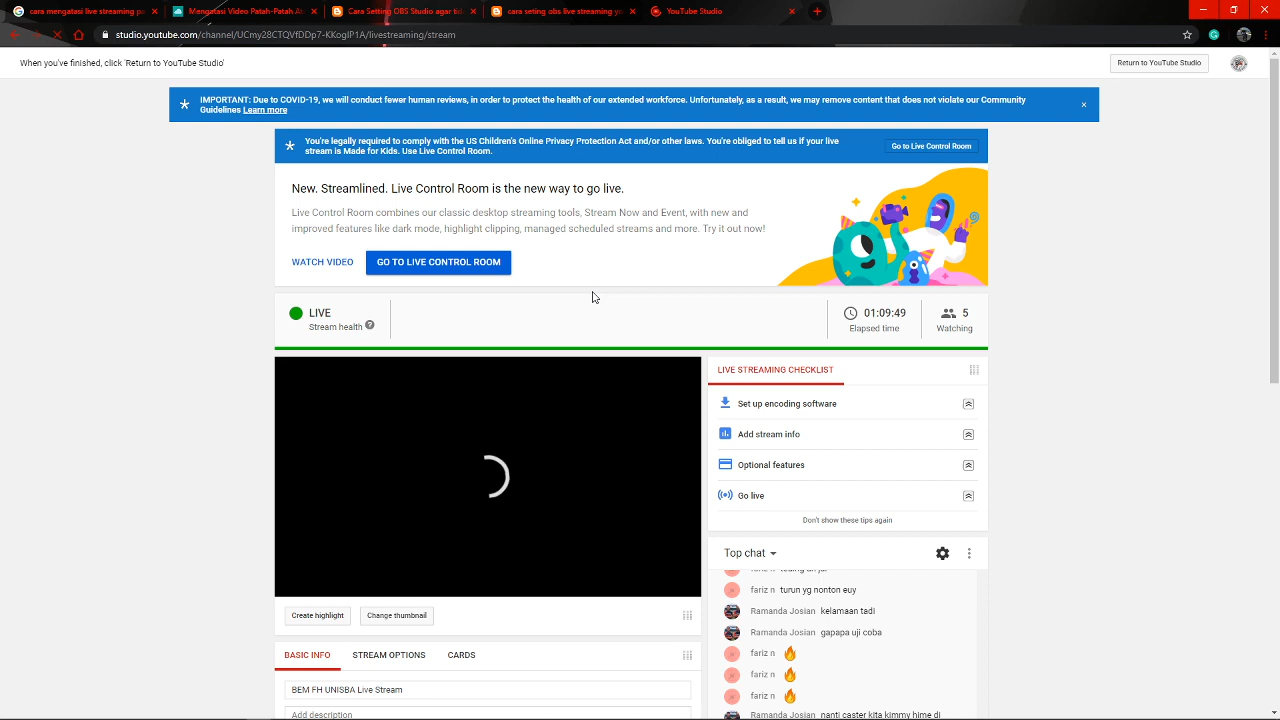 cara mengatasi live streaming pa
Mengatasi Video Patah-Patah At
Cara Setting OBS Studio agar tida
cara seting obs live streaming yo
YouTube Studio
studio.youtube.com/channel/UCmy28CTQVfDDp7-KKoglP1A/livestreaming/stream
When you've finished, click 'Return to YouTube Studio'
Return to YouTube Studio
IMPORTANT: Due to COVID-19, we will conduct fewer human reviews, in order to protect the health of our extended workforce. Unfortunately, as a result, we may remove content that does not violate our Community
Guidelines Learn more
You're legally required to comply with the US Children's Online Privacy Protection Act and/or other laws. You're obliged to tell us if your live
stream is Made for Kids. Use Live Control Room.
Go to Live Control Room
New. Streamlined. Live Control Room is the new way to go live.
Live Control Room combines our classic desktop streaming tools, Stream Now and Event, with new and
improved features like dark mode, highlight clipping, managed scheduled streams and more. Try it out now!
WATCH VIDEO
GO TO LIVE CONTROL ROOM
LIVE
Stream health
01:09:49
Elapsed time
5
Watching
LIVE STREAMING CHECKLIST
Set up encoding software
Add stream info
Optional features
Go live
Don't show these tips again
Top chat
fariz n
fariz n turun yg nonton euy
Ramanda Josian kelamaan tadi
Ramanda Josian gapapa uji coba
fariz n 🔥
fariz n 🔥
fariz n 🔥
Ramanda Josian nanti caster kita kimmy hime di
Create highlight
Change thumbnail
BASIC INFO
STREAM OPTIONS
CARDS
BEM FH UNISBA Live Stream
Add description